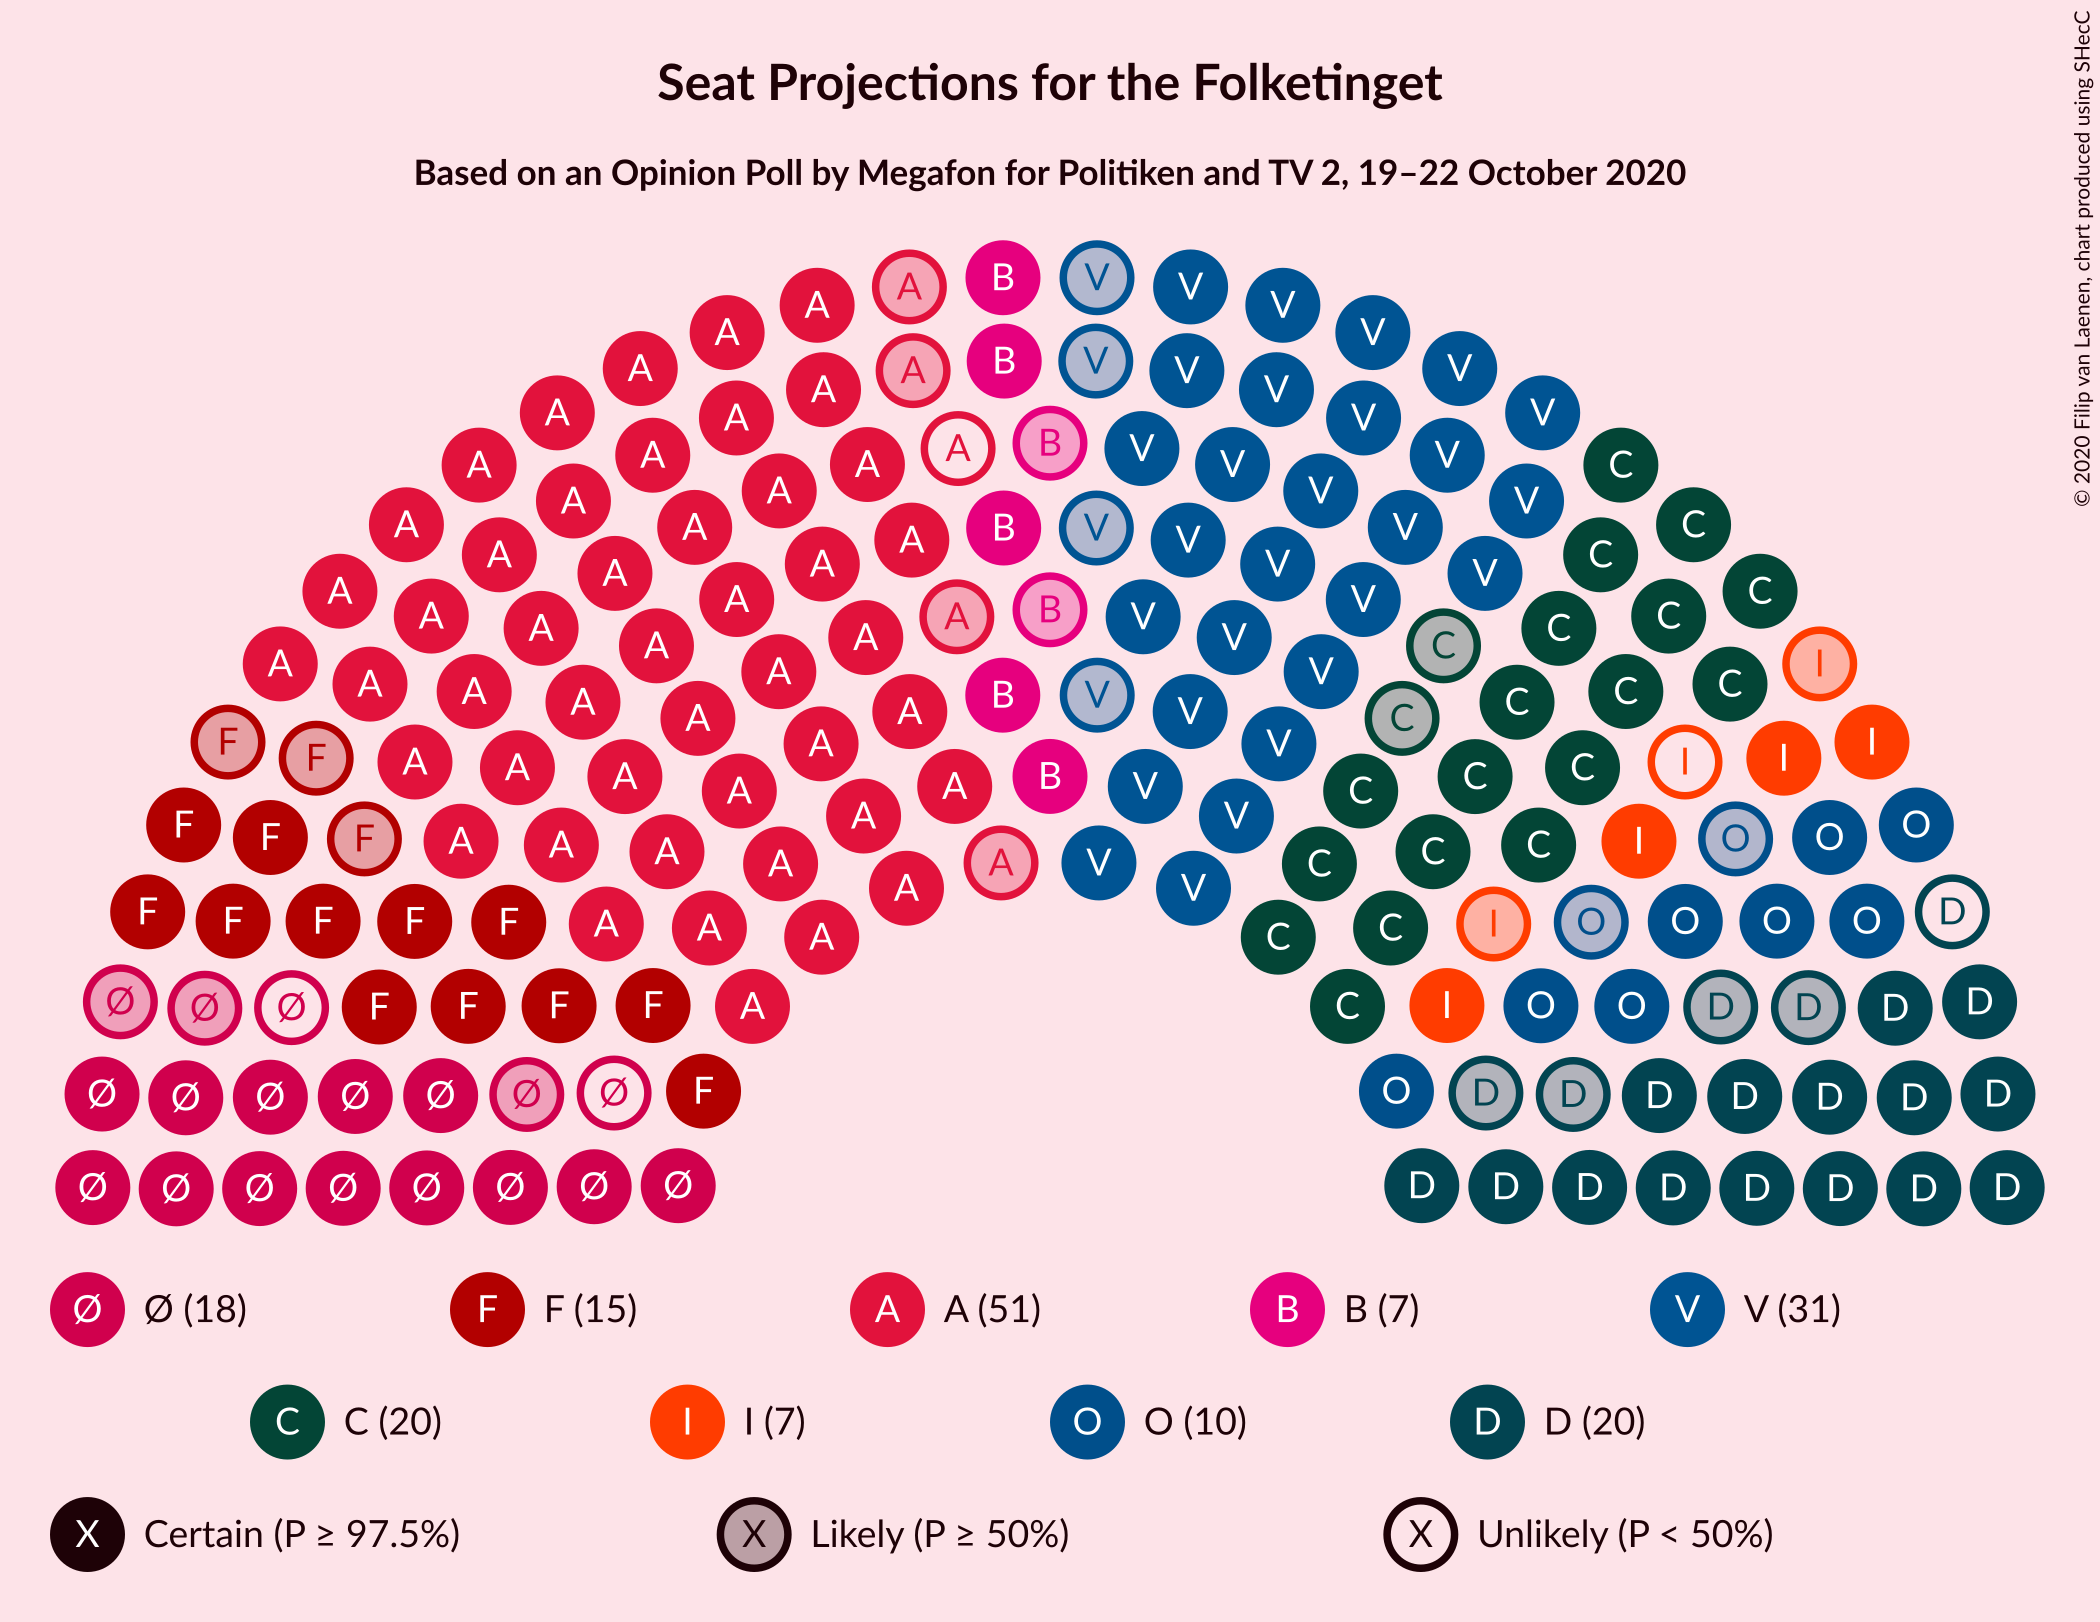 Seat Projections for the Folketinget
Based on an Opinion Poll by Megafon for Politiken and TV 2, 19–22 October 2020
© 2020 Filip van Laenen, chart produced using SHecC
A B V V
A V
A V
A A B V V V
A V
A A V V
A A A A B V V V C
A A V V
A A A B V V V C
A A A V V C
A A V C
A A A A B V V C C
A A A V C I
A A A A A B V V C C C C
F F A A A A A A B V V C C C I I I
F F F A A A A A A V V C C C I O O O
F F F F F A A A A V C C I O O O O D
Ø Ø Ø F F F F A C I O O D D D D
Ø Ø Ø Ø Ø Ø Ø F O D D D D D D D
Ø Ø Ø Ø Ø Ø Ø Ø D D D D D D D D
Ø Ø (18) F F (15) A A (51) B B (7) V V (31)
C C (20) I I (7) O O (10) D D (20)
X Certain (P ≥ 97.5%) X Likely (P ≥ 50%) X Unlikely (P < 50%)